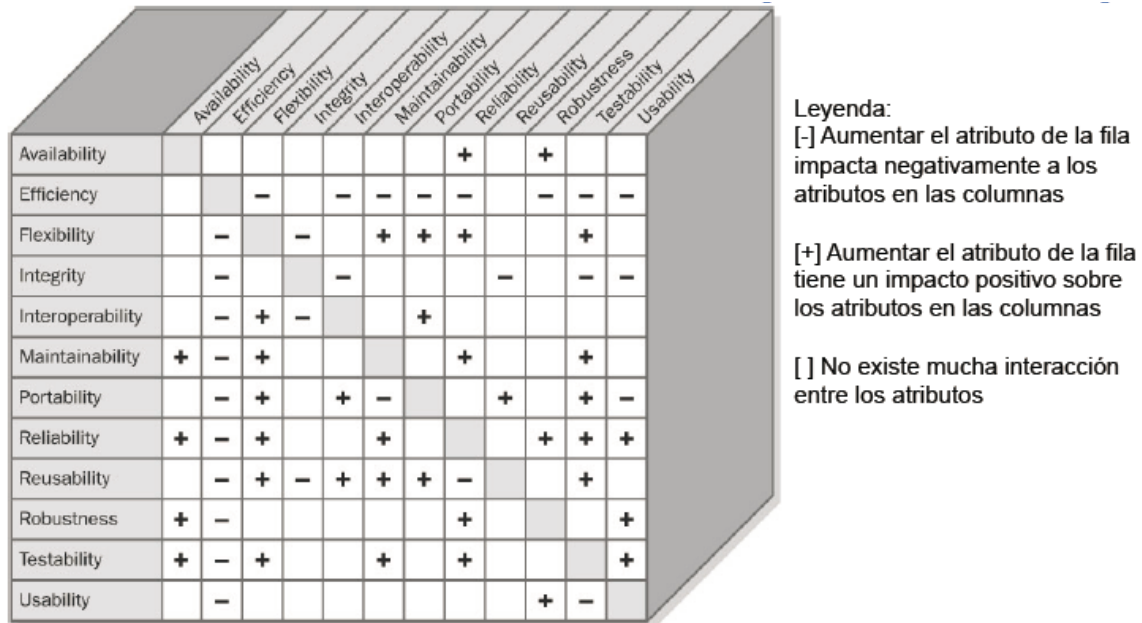 Availability
Efficiency
Flexibility
Integrity
Interoperability
Maintainability
Portability
Reliability
Reusability
Robustness
Testability
Usability
Availability + +
Efficiency − − − − − − − −
Flexibility − − + + + +
Integrity − − − − −
Interoperability − + − +
Maintainability + − + + +
Portability − + + − + + −
Reliability + − + + + + +
Reusability − + − + + + − +
Robustness + − + +
Testability + − + + + +
Usability − + −
Leyenda:
[-] Aumentar el atributo de la fila
impacta negativamente a los
atributos en las columnas
[+] Aumentar el atributo de la fila
tiene un impacto positivo sobre
los atributos en las columnas
[ ] No existe mucha interacción
entre los atributos